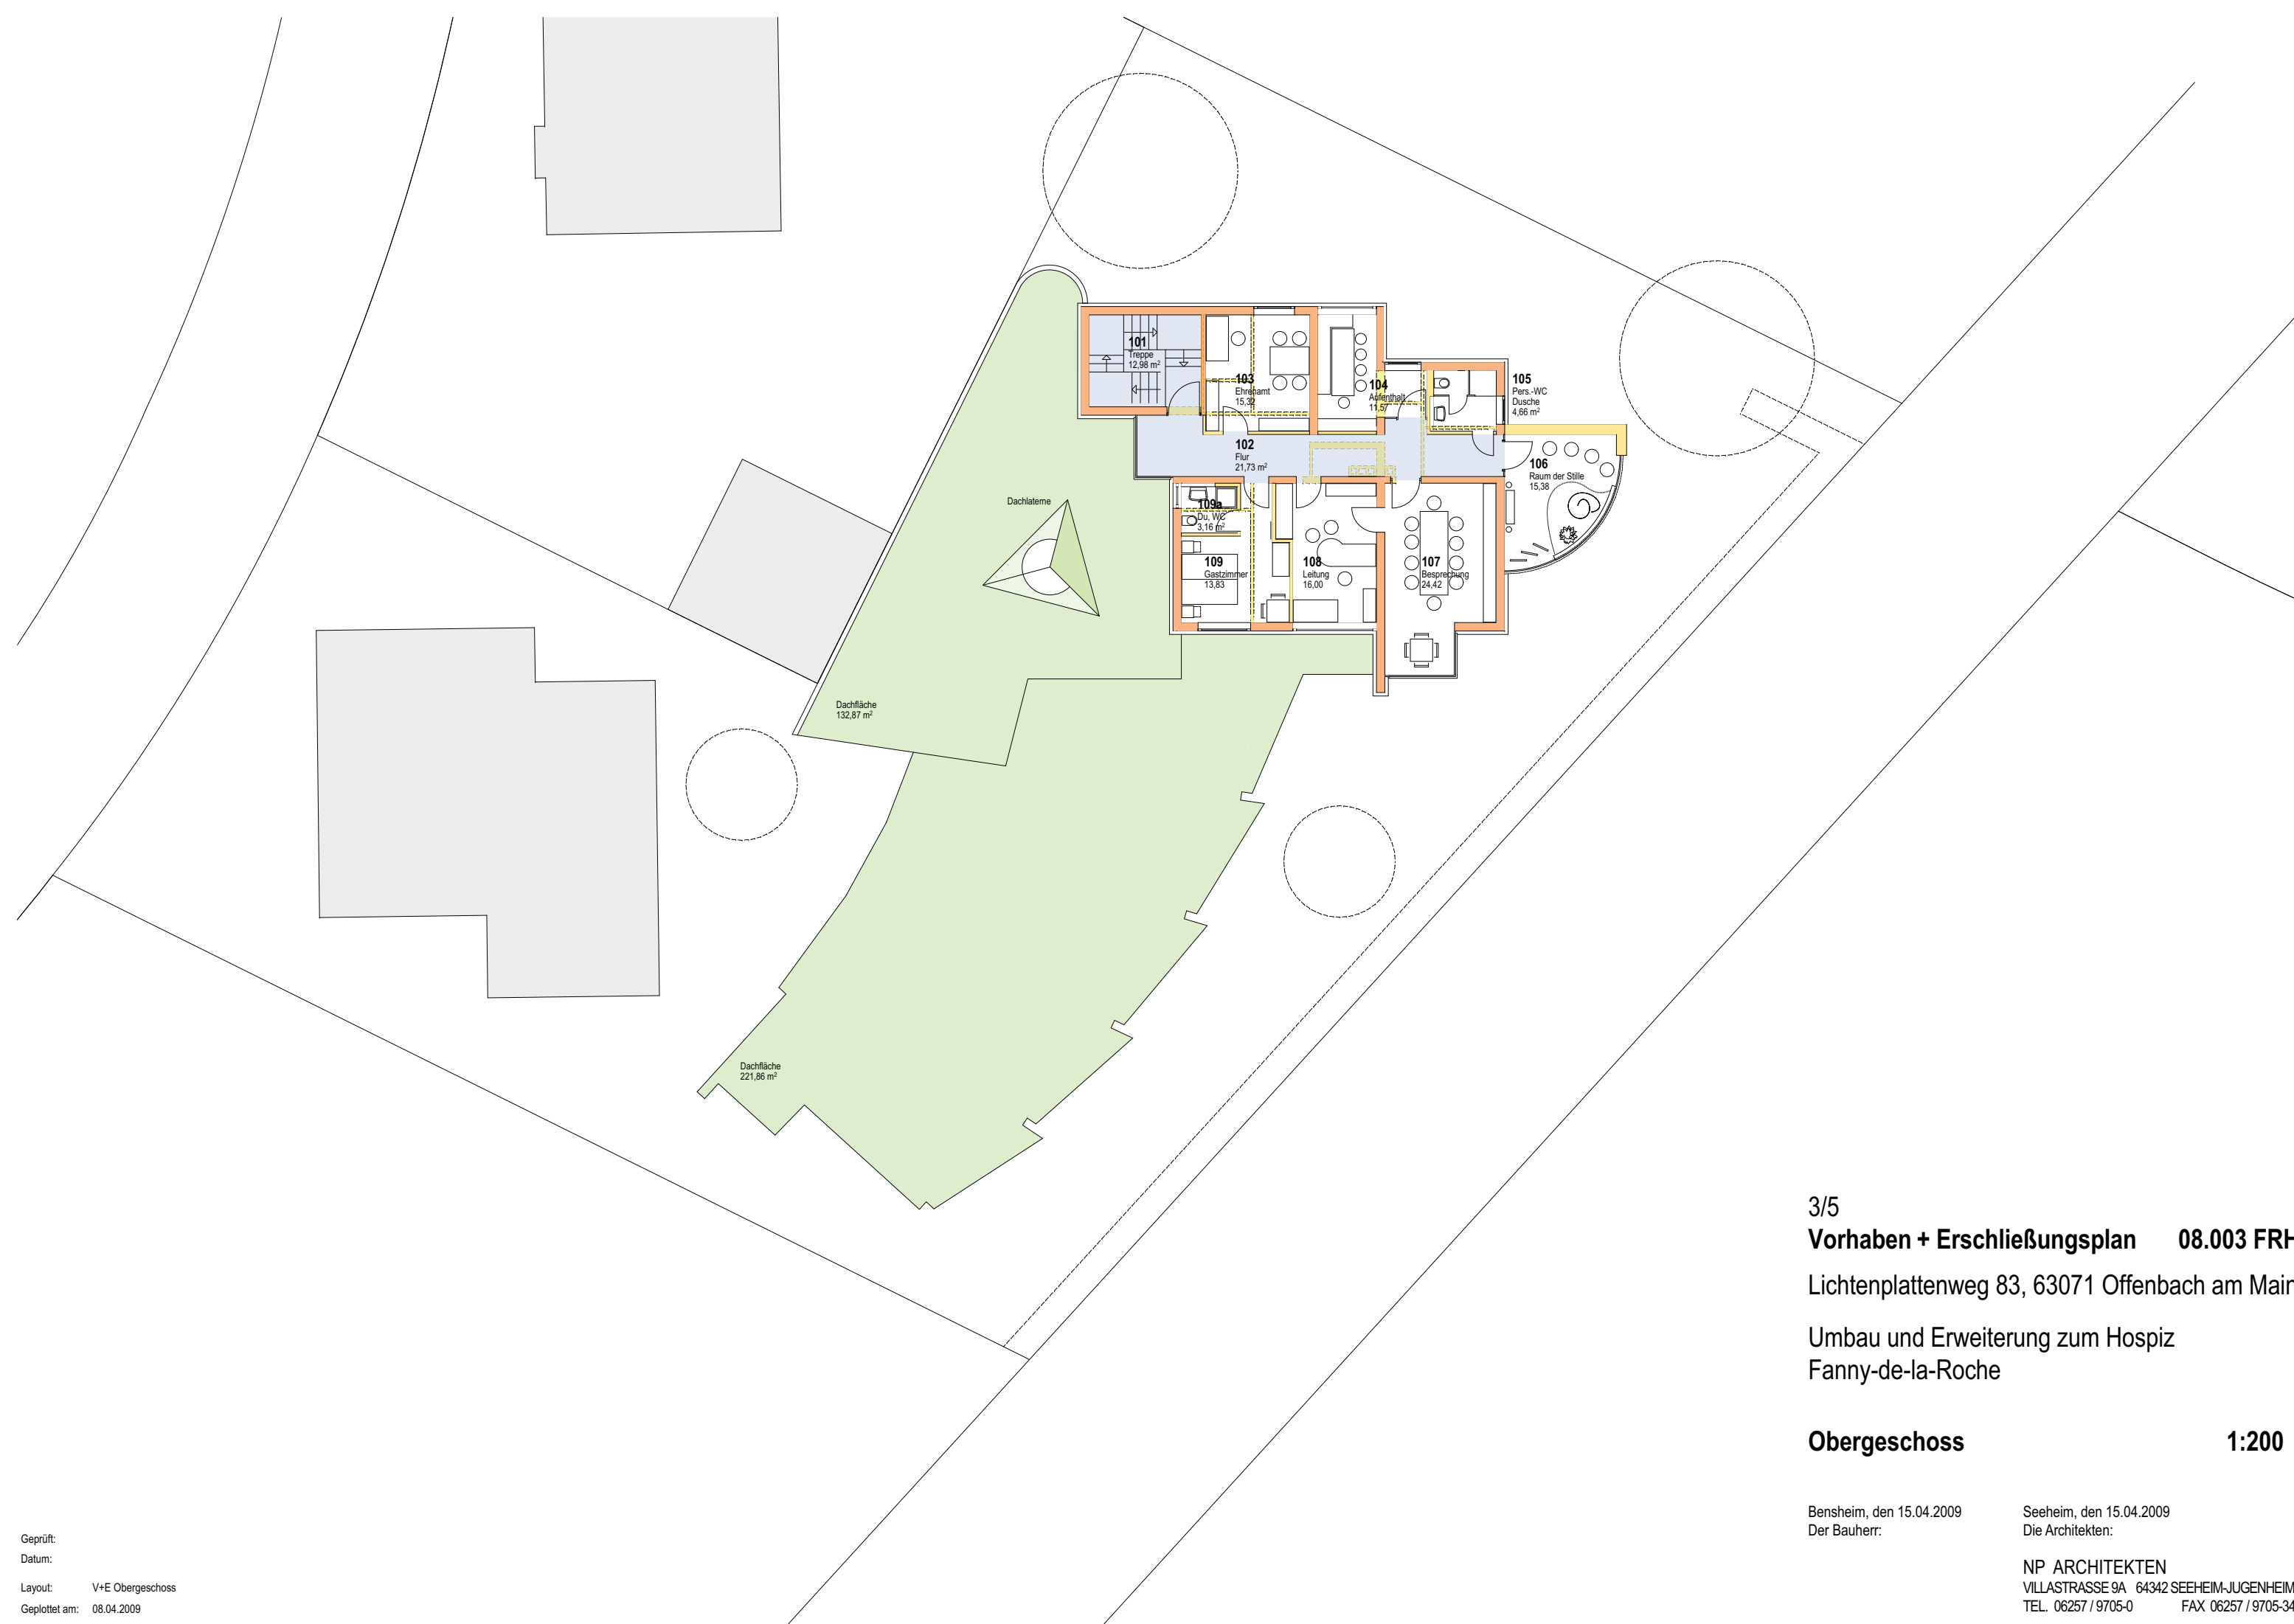 101
Treppe
12,98 m²
103
Ehrenamt
15,32
104
Aufenthalt
11,57
105
Pers.-WC
Dusche
4,66 m²
102
Flur
21,73 m²
106
Raum der Stille
15,38
109a
Du, WC
3,16 m²
109
Gastzimmer
13,83
108
Leitung
16,00
107
Besprechung
24,42
Dachlaterne
Dachfläche
132,87 m²
Dachfläche
221,86 m²
3/5
Vorhaben + Erschließungsplan 08.003 FRH
Lichtenplattenweg 83, 63071 Offenbach am Main
Umbau und Erweiterung zum Hospiz
Fanny-de-la-Roche
Obergeschoss 1:200
Bensheim, den 15.04.2009
Der Bauherr:
Seeheim, den 15.04.2009
Die Architekten:
NP ARCHITEKTEN
VILLASTRASSE 9A 64342 SEEHEIM-JUGENHEIM
TEL. 06257 / 9705-0 FAX 06257 / 9705-34
Geprüft:
Datum:
Layout: V+E Obergeschoss
Geplottet am: 08.04.2009